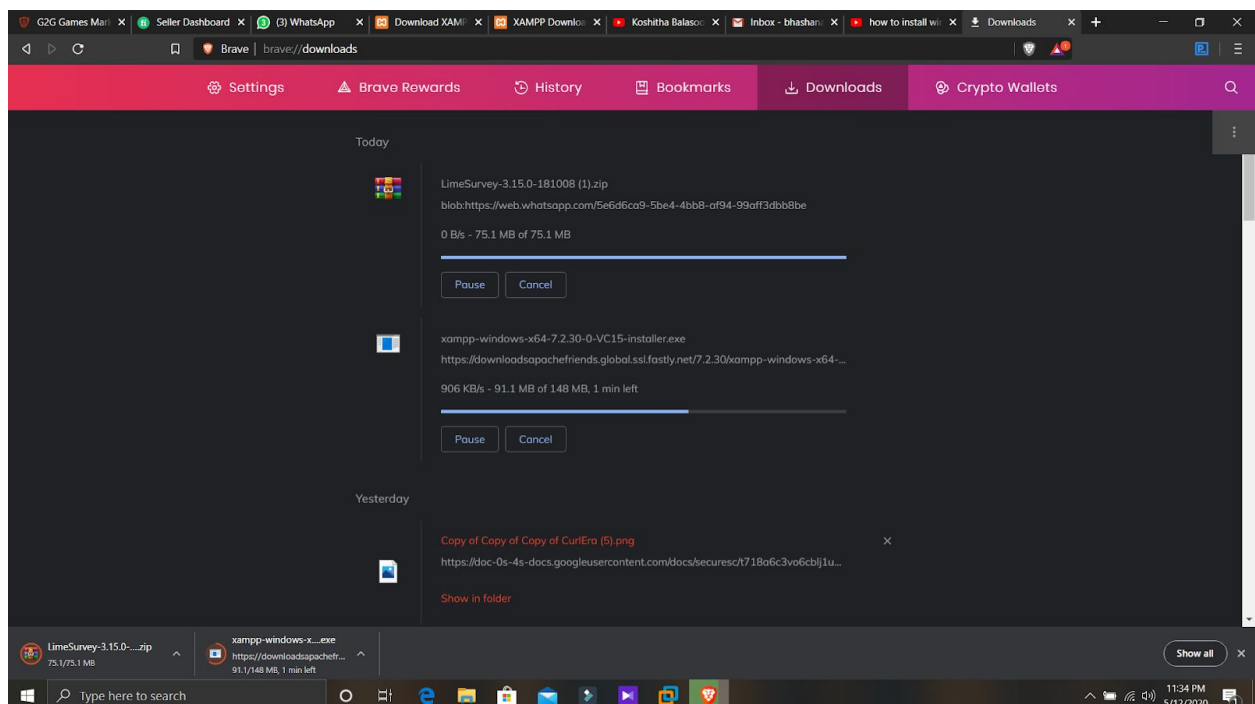 G2G Games Mar
Seller Dashboard
(3) WhatsApp
Download XAMP
XAMPP Downloa
Koshitha Balasoo
Inbox - bhashana
how to install wi
Downloads
Brave | brave://downloads
Settings
Brave Rewards
History
Bookmarks
Downloads
Crypto Wallets
Today
LimeSurvey-3.15.0-181008 (1).zip
blob:https://web.whatsapp.com/5e6d6ca9-5be4-4bb8-af94-99aff3dbb8be
0 B/s - 75.1 MB of 75.1 MB
Pause
Cancel
xampp-windows-x64-7.2.30-0-VC15-installer.exe
https://downloadsapachefriends.global.ssl.fastly.net/7.2.30/xampp-windows-x64-...
906 KB/s - 91.1 MB of 148 MB, 1 min left
Pause
Cancel
Yesterday
Copy of Copy of Copy of CurlEra (5).png
https://doc-0s-4s-docs.googleusercontent.com/docs/securesc/t718a6c3vo6cblj1u...
Show in folder
LimeSurvey-3.15.0-....zip
75.1/75.1 MB
xampp-windows-x....exe
https://downloadsapachefr...
91.1/148 MB, 1 min left
Show all
Type here to search
11:34 PM
5/12/2020